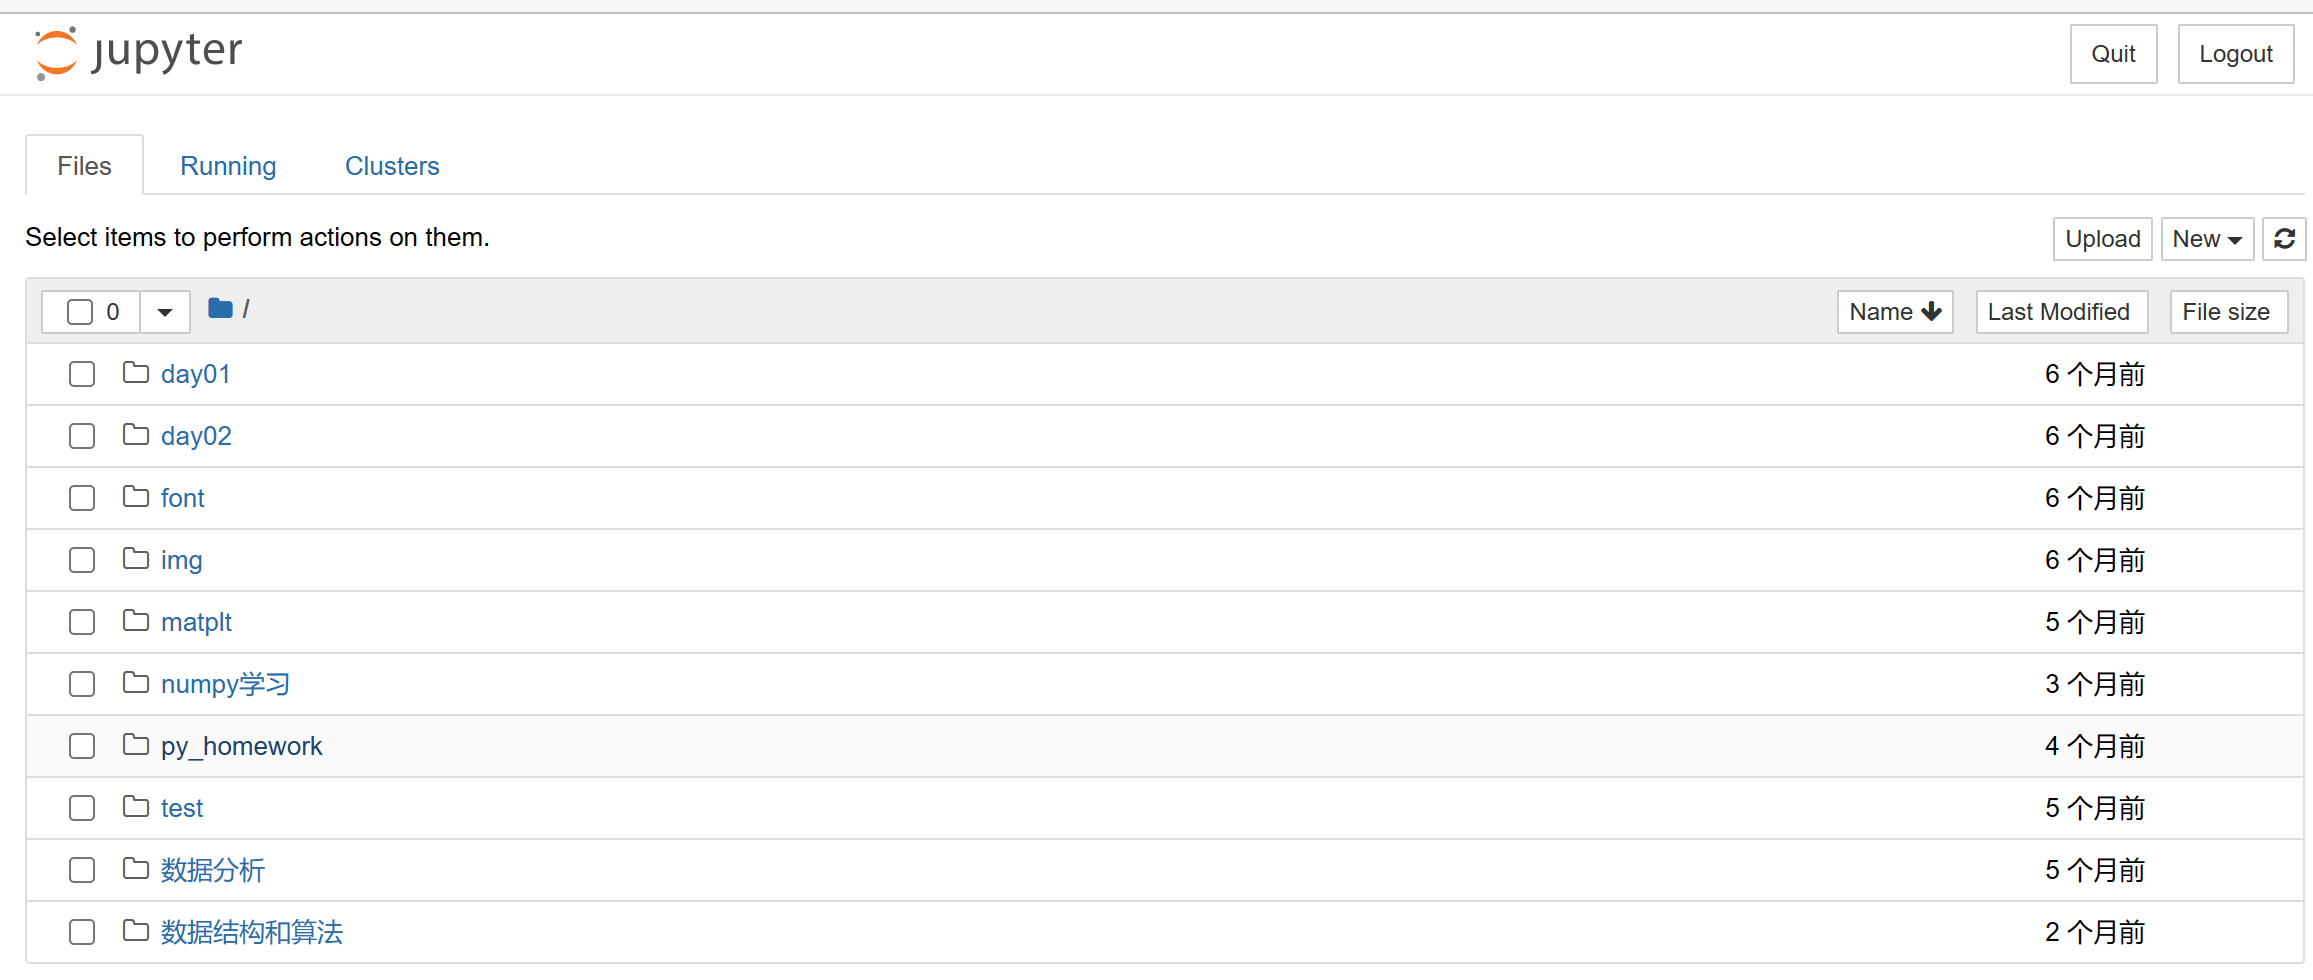 jupyter
Quit
Logout
Files
Running
Clusters
Select items to perform actions on them.
Upload
New
0
/
Name
Last Modified
File size
day01
6 个月前
day02
6 个月前
font
6 个月前
img
6 个月前
matplt
5 个月前
numpy学习
3 个月前
py_homework
4 个月前
test
5 个月前
数据分析
5 个月前
数据结构和算法
2 个月前